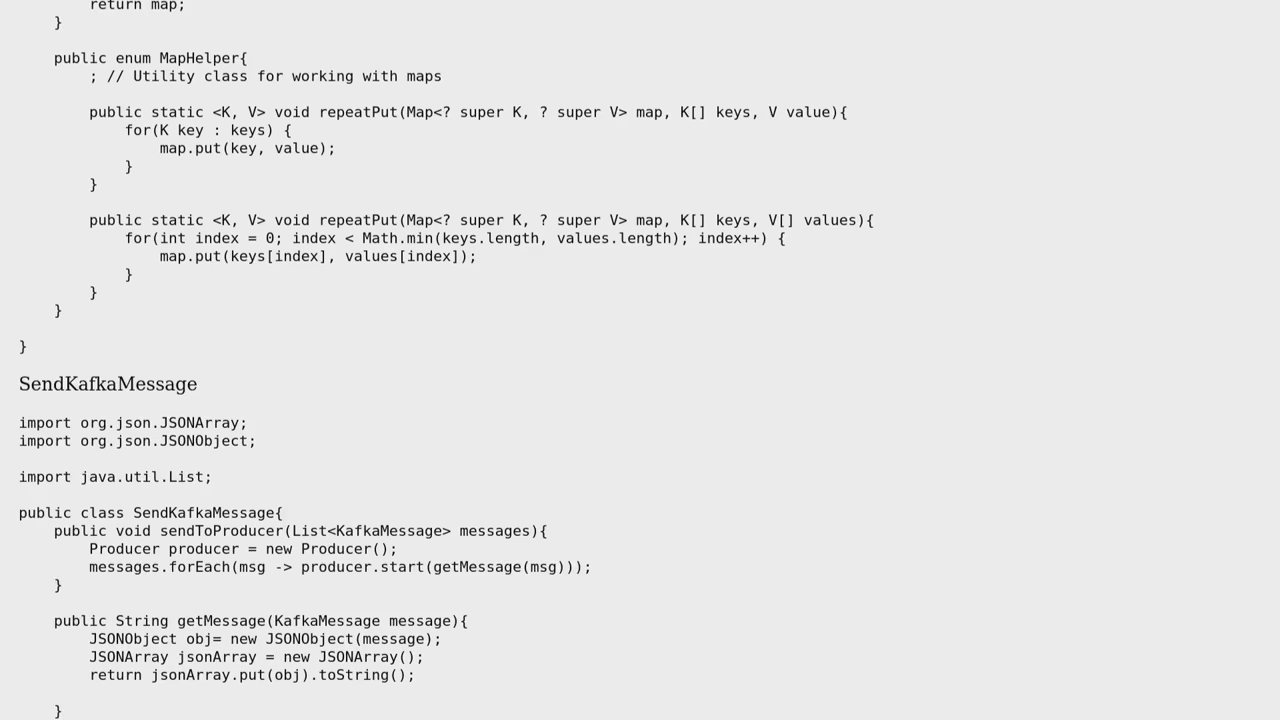 return map;
    }

    public enum MapHelper{
        ; // Utility class for working with maps

        public static <K, V> void repeatPut(Map<? super K, ? super V> map, K[] keys, V value){
            for(K key : keys) {
                map.put(key, value);
            }
        }

        public static <K, V> void repeatPut(Map<? super K, ? super V> map, K[] keys, V[] values){
            for(int index = 0; index < Math.min(keys.length, values.length); index++) {
                map.put(keys[index], values[index]);
            }
        }
    }

}
SendKafkaMessage
import org.json.JSONArray;
import org.json.JSONObject;

import java.util.List;

public class SendKafkaMessage{
    public void sendToProducer(List<KafkaMessage> messages){
        Producer producer = new Producer();
        messages.forEach(msg -> producer.start(getMessage(msg)));
    }

    public String getMessage(KafkaMessage message){
        JSONObject obj= new JSONObject(message);
        JSONArray jsonArray = new JSONArray();
        return jsonArray.put(obj).toString();

    }